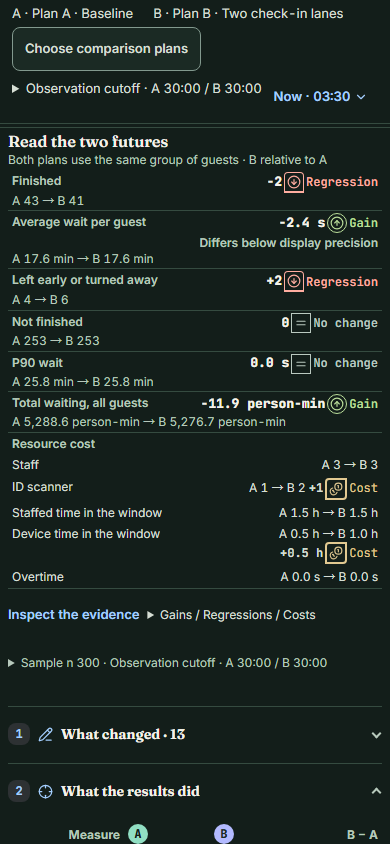 A · Plan A · Baseline B · Plan B · Two check-in lanes
Choose comparison plans
Observation cutoff · A 30:00 / B 30:00
Now · 03:30
Read the two futures
Both plans use the same group of guests · B relative to A
Finished -2 Regression
A 43 → B 41
Average wait per guest -2.4 s Gain
Differs below display precision
A 17.6 min → B 17.6 min
Left early or turned away +2 Regression
A 4 → B 6
Not finished 0 = No change
A 253 → B 253
P90 wait 0.0 s = No change
A 25.8 min → B 25.8 min
Total waiting, all guests -11.9 person-min Gain
A 5,288.6 person-min → B 5,276.7 person-min
Resource cost
Staff A 3 → B 3
ID scanner A 1 → B 2 +1 Cost
Staffed time in the window A 1.5 h → B 1.5 h
Device time in the window A 0.5 h → B 1.0 h
+0.5 h Cost
Overtime A 0.0 s → B 0.0 s
Inspect the evidence Gains / Regressions / Costs
Sample n 300 · Observation cutoff · A 30:00 / B 30:00
1 What changed · 13
2 What the results did
Measure A B B − A